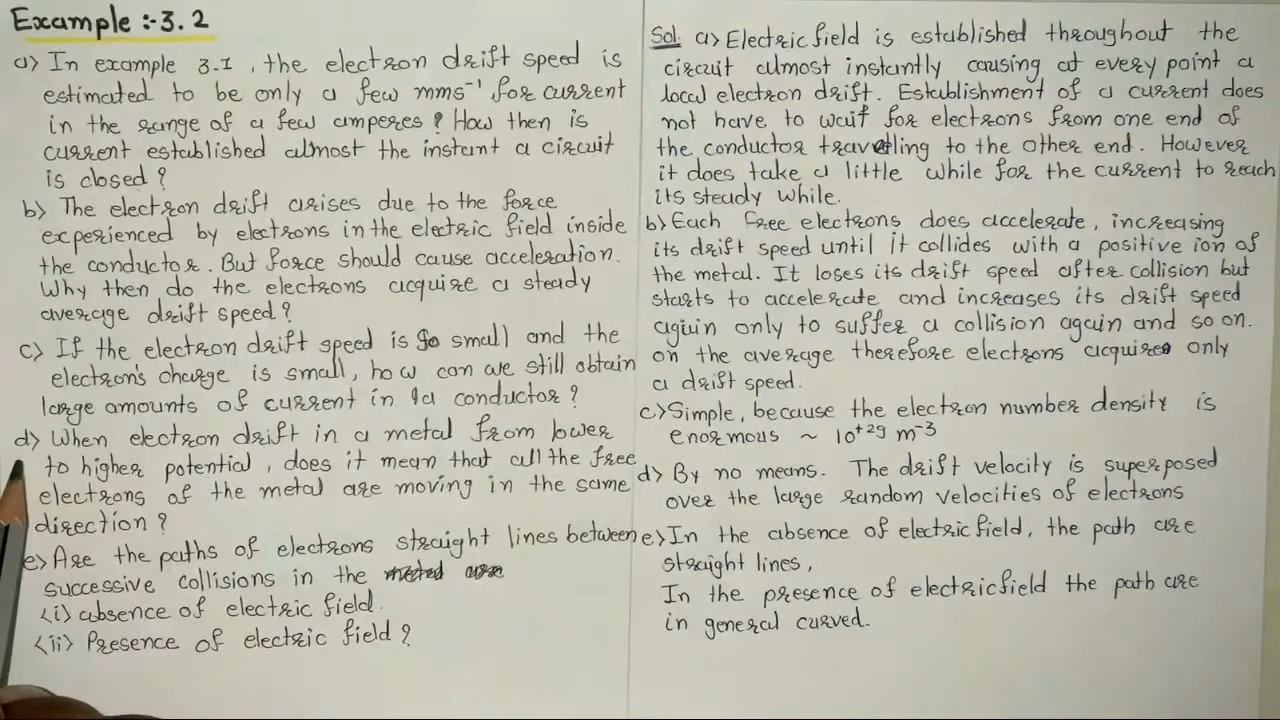 Example :- 3.2
a) In example 3.1, the electron drift speed is
estimated to be only a few mms⁻¹ for current
in the range of a few amperes? How then is
current established almost the instant a circuit
is closed?
b) The electron drift arises due to the force
experienced by electrons in the electric field inside
the conductor. But force should cause acceleration.
Why then do the electrons acquire a steady
average drift speed?
c) If the electron drift speed is so small and the
electron's charge is small, how can we still obtain
large amounts of current in a conductor?
d) When electron drift in a metal from lower
to higher potential, does it mean that all the free
electrons of the metal are moving in the same
direction?
e) Are the paths of electrons straight lines between
successive collisions in the
(i) absence of electric field.
(ii) Presence of electric field?
Sol. a) Electric field is established throughout the
circuit almost instantly causing at every point a
local electron drift. Establishment of a current does
not have to wait for electrons from one end of
the conductor travelling to the other end. However
it does take a little while for the current to reach
its steady while.
b) Each free electrons does accelerate, increasing
its drift speed until it collides with a positive ion of
the metal. It loses its drift speed after collision but
starts to accelerate and increases its drift speed
again only to suffer a collision again and so on.
on the average therefore electrons acquire only
a drift speed.
c) Simple, because the electron number density is
enormous ~ 10⁺²⁹ m⁻³
d) By no means. The drift velocity is superposed
over the large random velocities of electrons
e) In the absence of electric field, the path are
straight lines,
In the presence of electricfield the path are
in general curved.